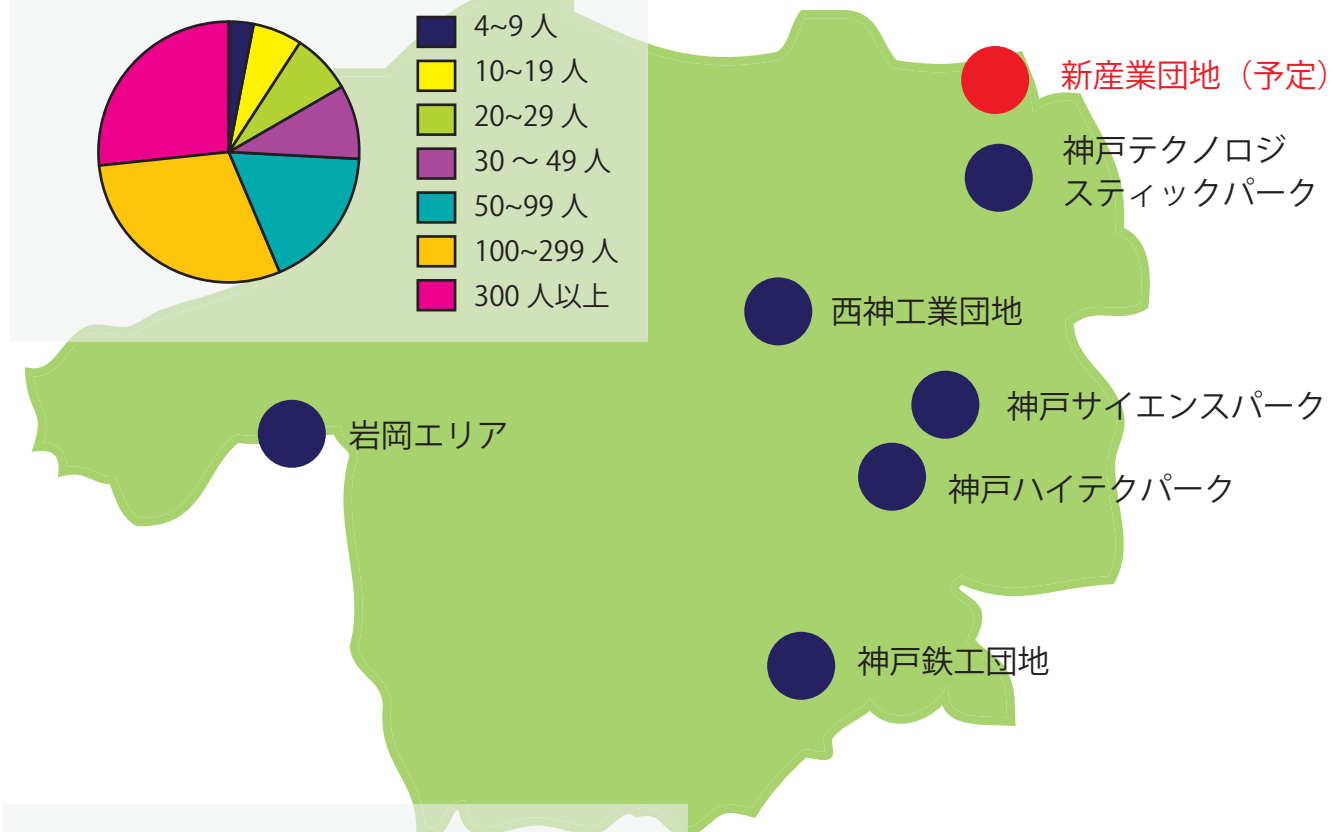 4~9 人
10~19 人
20~29 人
30 ～ 49 人
50~99 人
100~299 人
300 人以上
新産業団地（予定）
神戸テクノロジ
スティックパーク
西神工業団地
神戸サイエンスパーク
岩岡エリア
神戸ハイテクパーク
神戸鉄工団地